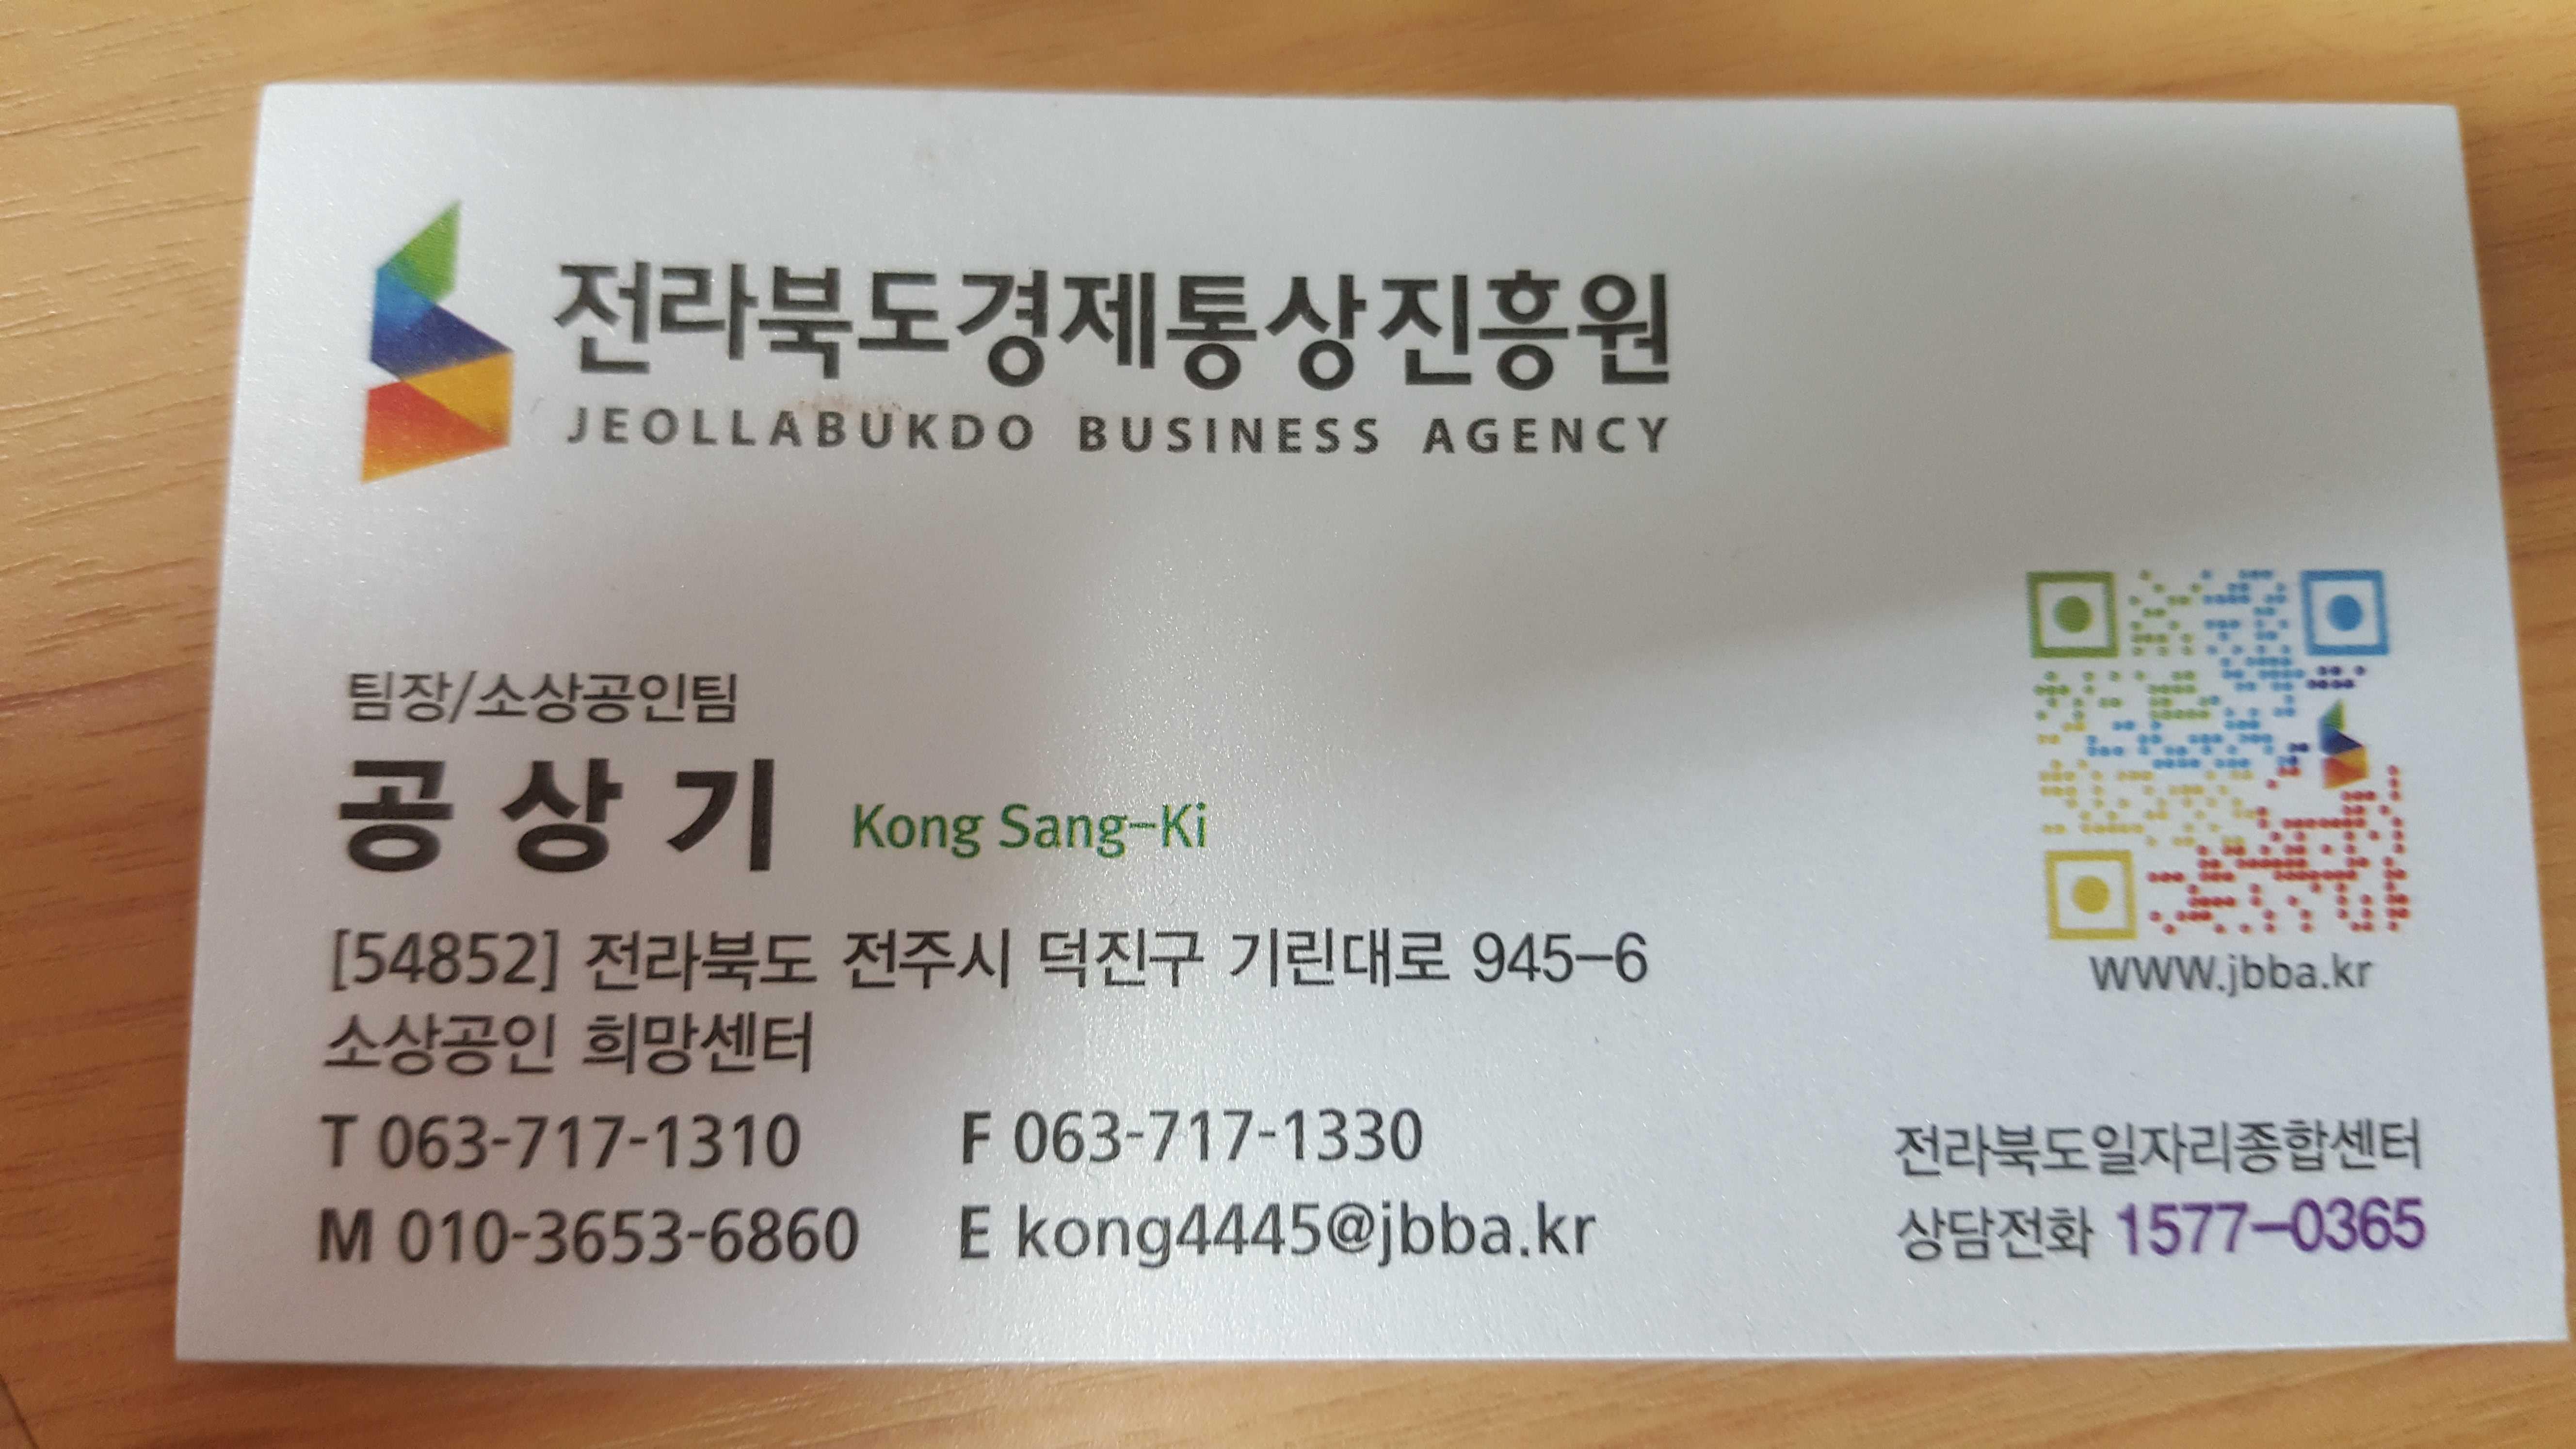 전라북도경제통상진흥원
JEOLLABUKDO BUSINESS AGENCY
팀장/소상공인팀
공상기 Kong Sang-Ki
[54852] 전라북도 전주시 덕진구 기린대로 945-6
소상공인 희망센터
T 063-717-1310 F 063-717-1330
M 010-3653-6860 E kong4445@jbba.kr
www.jbba.kr
전라북도일자리종합센터
상담전화 1577-0365